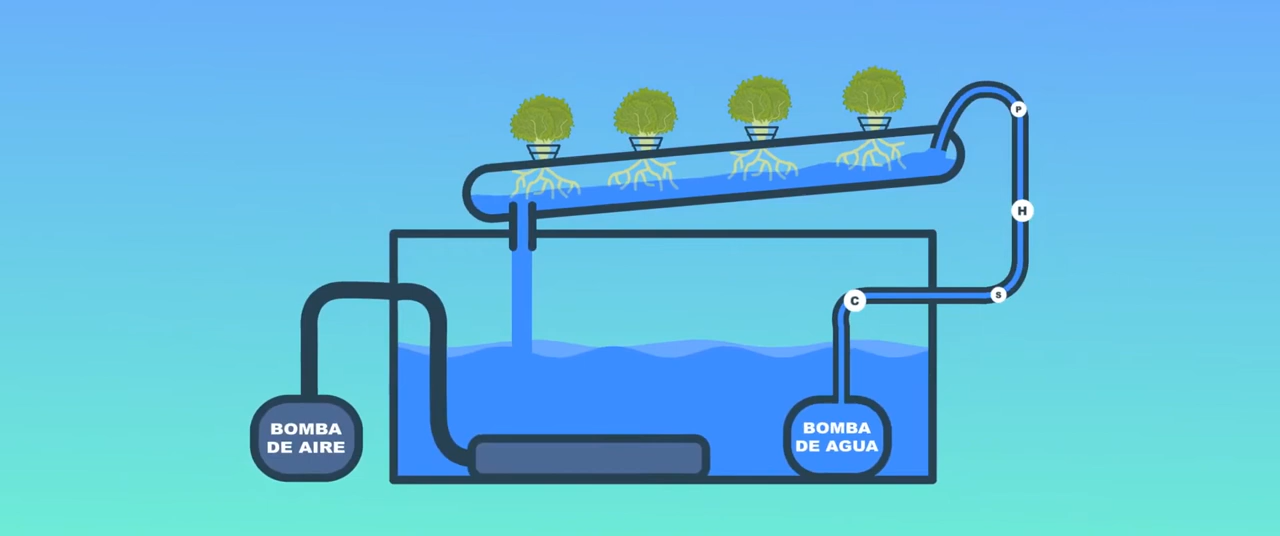 P
H
S
C
BOMBA
DE AIRE
BOMBA
DE AGUA